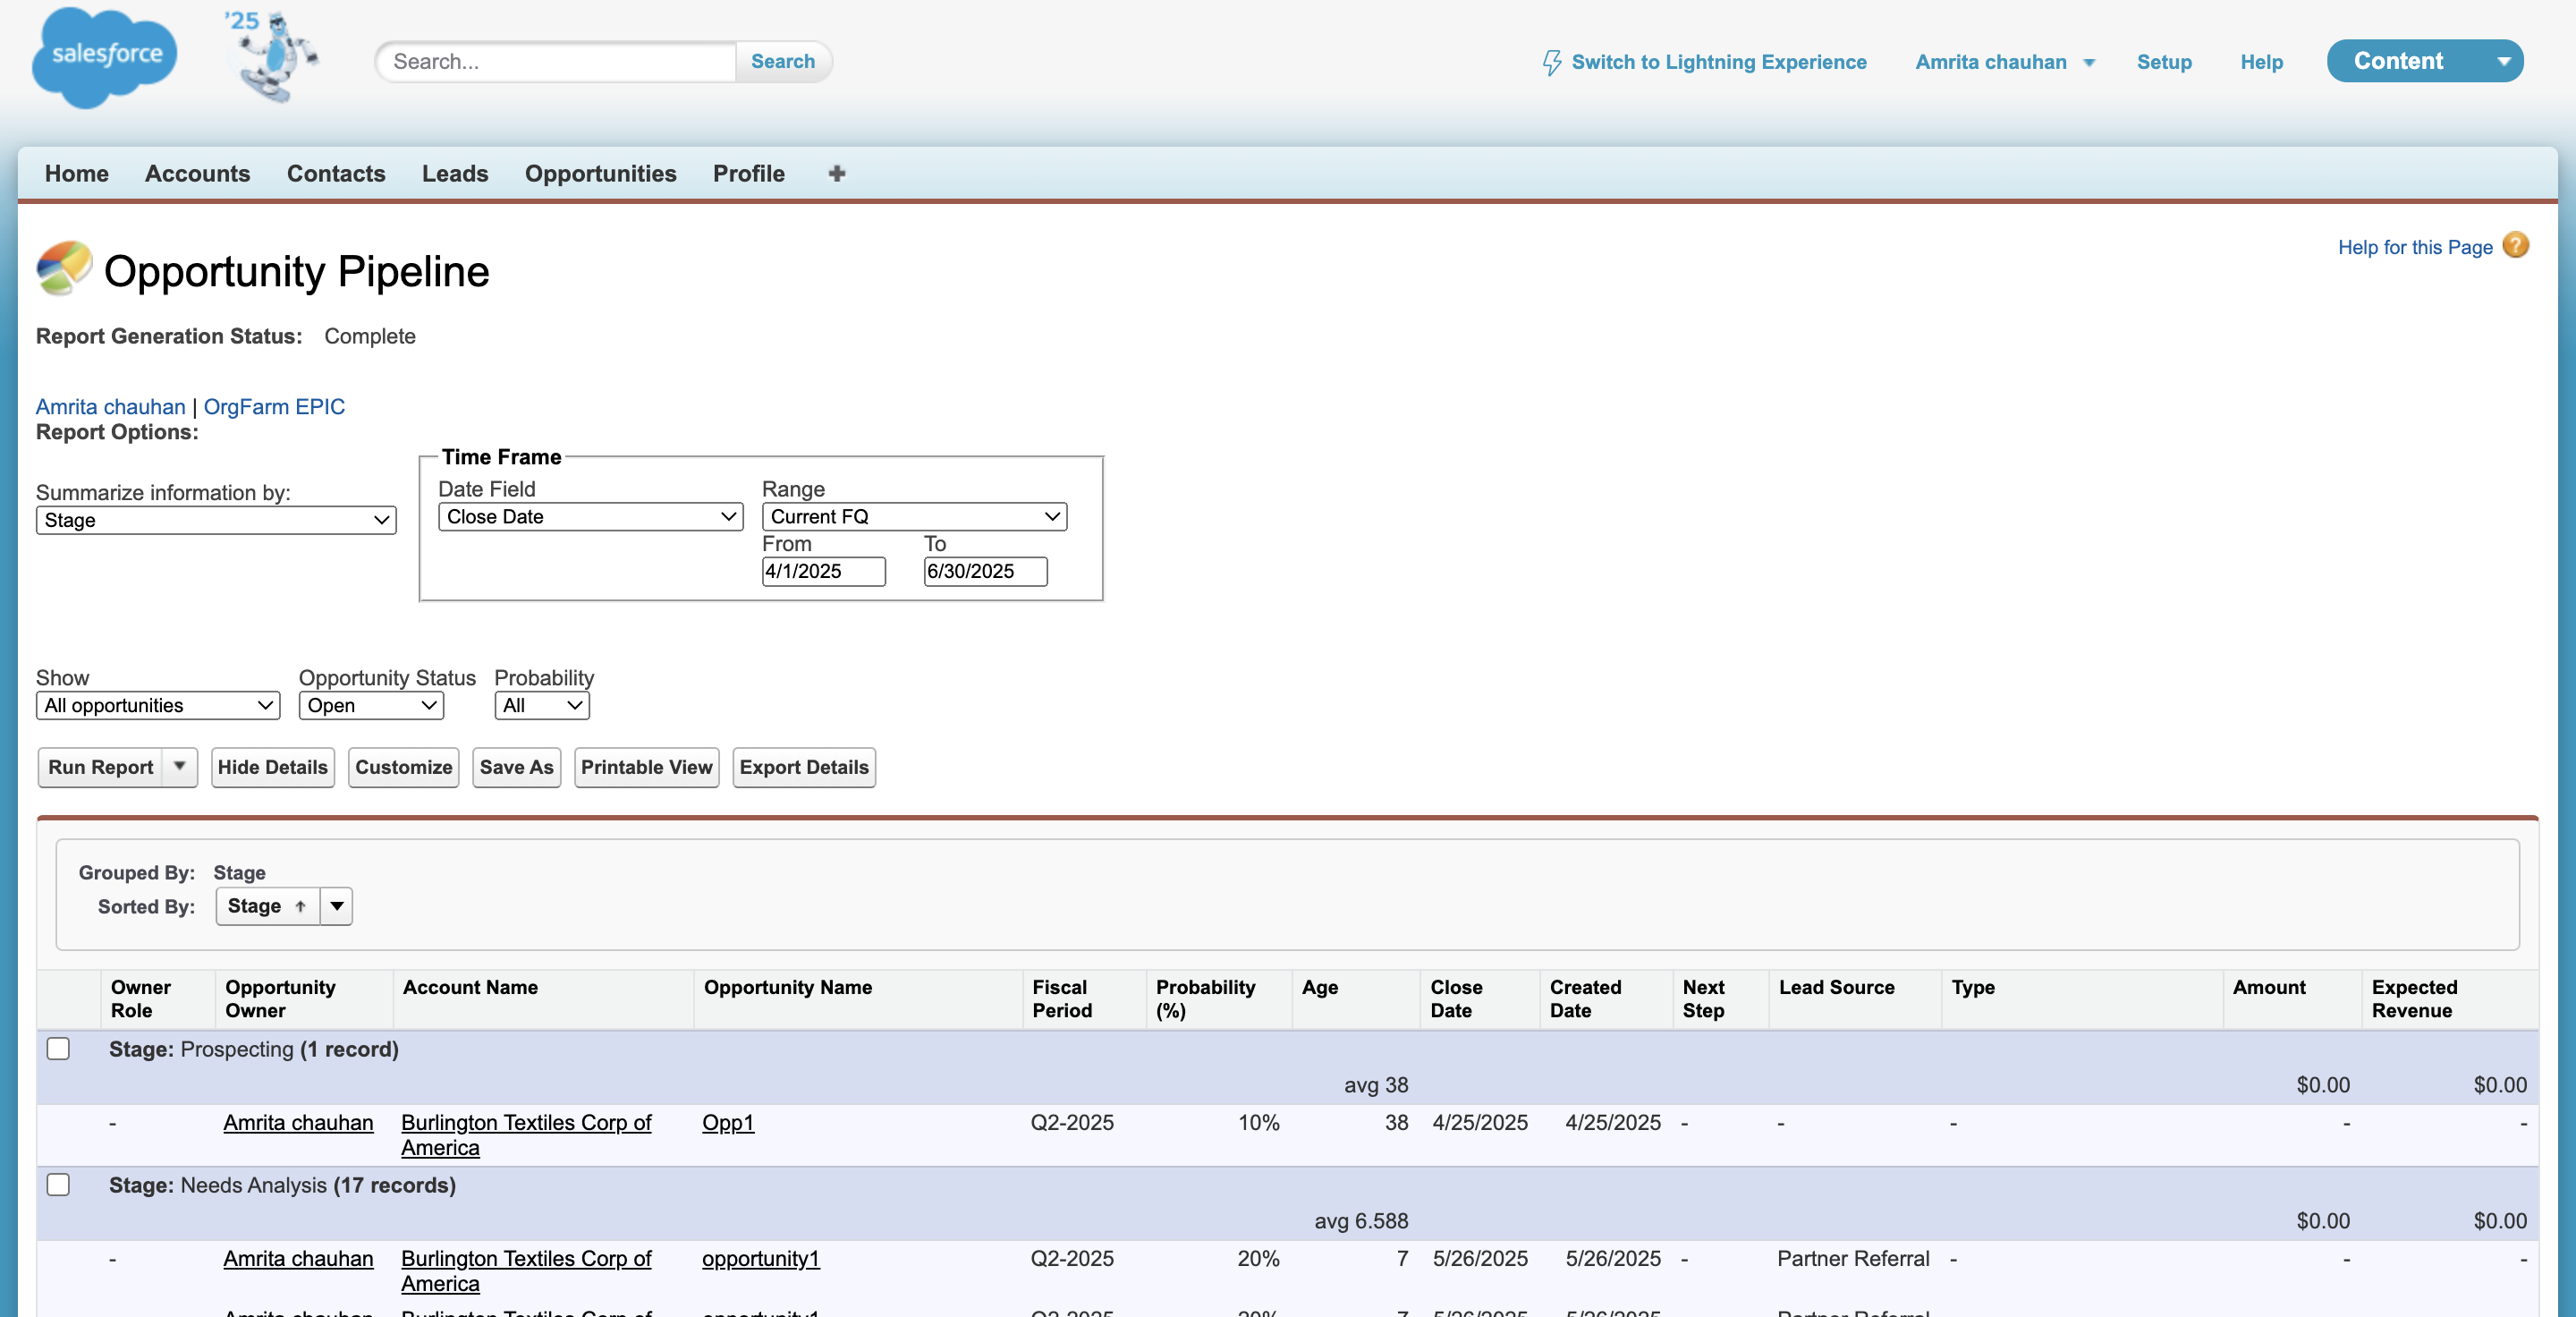 salesforce
'25
Search...
Search
Switch to Lightning Experience
Amrita chauhan
Setup
Help
Content
Home
Accounts
Contacts
Leads
Opportunities
Profile
+
Help for this Page
?
Opportunity Pipeline
Report Generation Status: Complete
Amrita chauhan | OrgFarm EPIC
Report Options:
Summarize information by:
Stage
Time Frame
Date Field
Range
Close Date
Current FQ
From
To
4/1/2025
6/30/2025
Show
Opportunity Status
Probability
All opportunities
Open
All
Run Report
Hide Details
Customize
Save As
Printable View
Export Details
Grouped By: Stage
Sorted By: Stage ↑
Owner Role
Opportunity Owner
Account Name
Opportunity Name
Fiscal Period
Probability (%)
Age
Close Date
Created Date
Next Step
Lead Source
Type
Amount
Expected Revenue
Stage: Prospecting (1 record)
avg 38 $0.00 $0.00
- Amrita chauhan Burlington Textiles Corp of America Opp1 Q2-2025 10% 38 4/25/2025 4/25/2025 - - - - -
Stage: Needs Analysis (17 records)
avg 6.588 $0.00 $0.00
- Amrita chauhan Burlington Textiles Corp of America opportunity1 Q2-2025 20% 7 5/26/2025 5/26/2025 - Partner Referral - - -